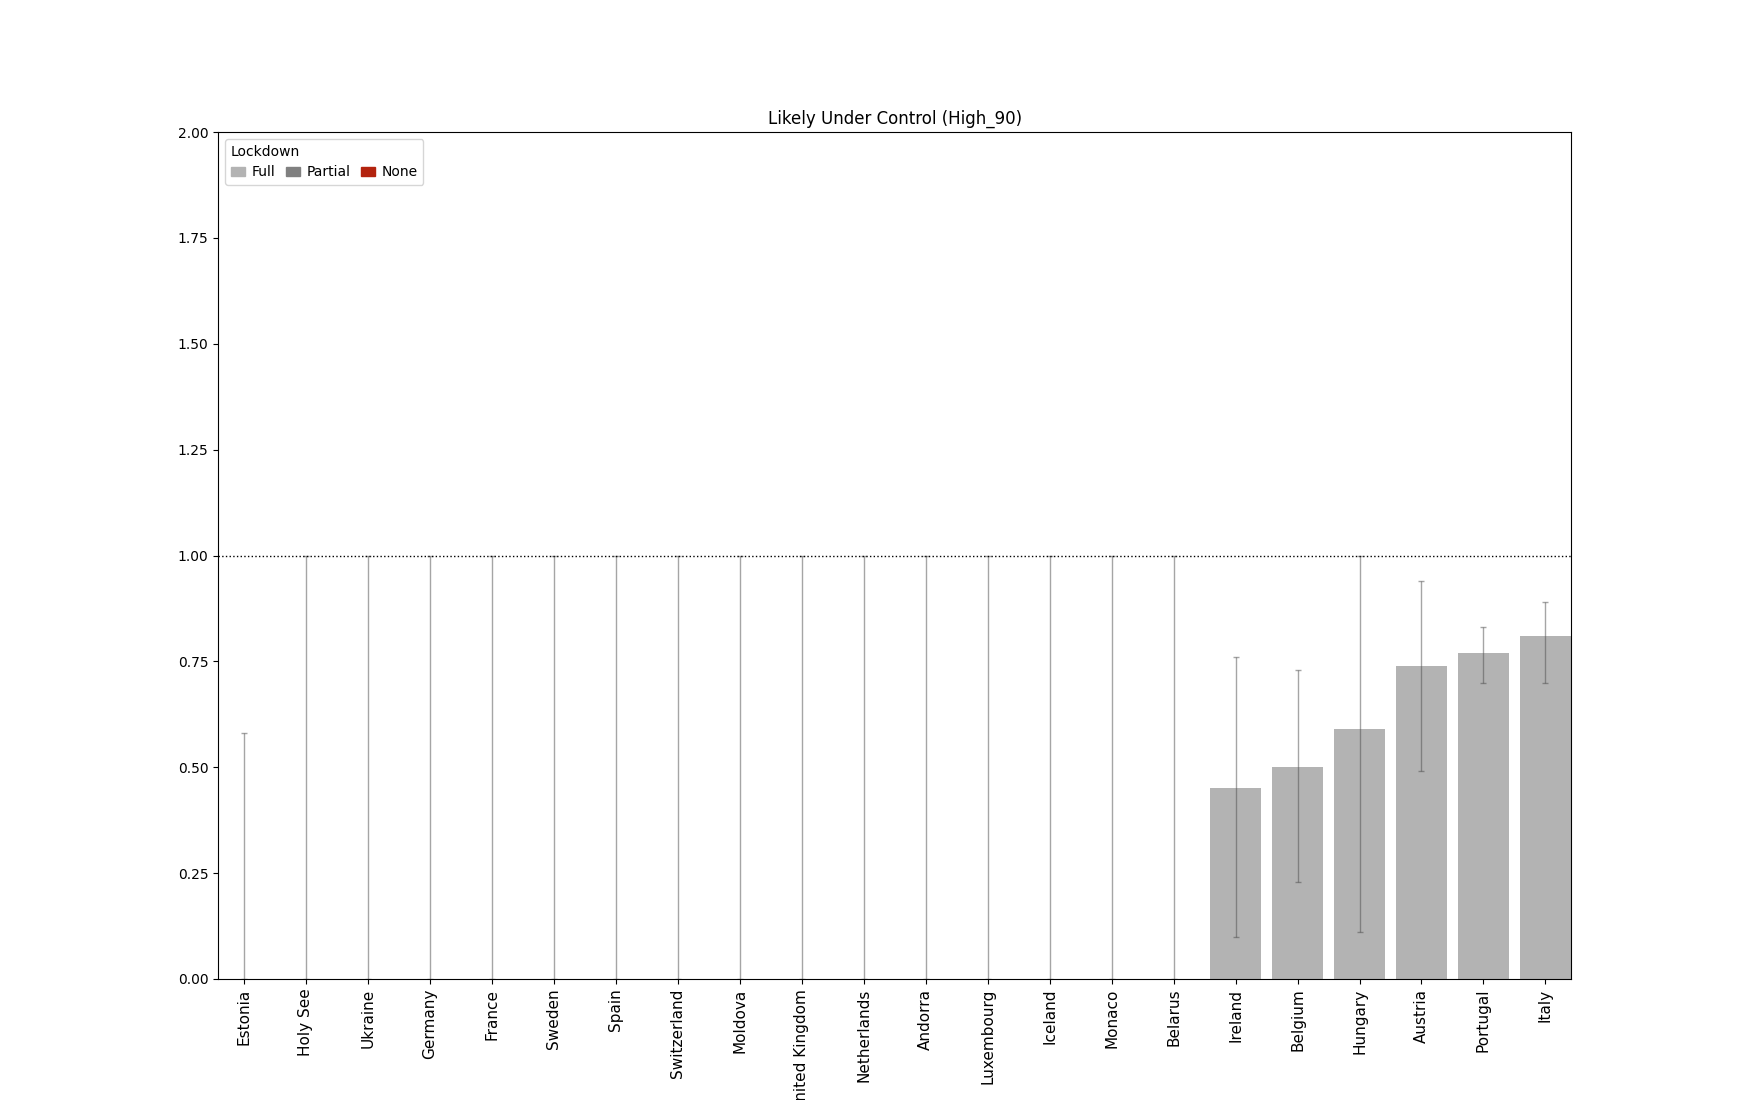 Likely Under Control (High_90)
2.00
Lockdown
Full Partial None
1.75
1.50
1.25
1.00
0.75
0.50
0.25
0.00
Estonia
Holy See
Ukraine
Germany
France
Sweden
Spain
Switzerland
Moldova
nited Kingdom
Netherlands
Andorra
Luxembourg
Iceland
Monaco
Belarus
Ireland
Belgium
Hungary
Austria
Portugal
Italy